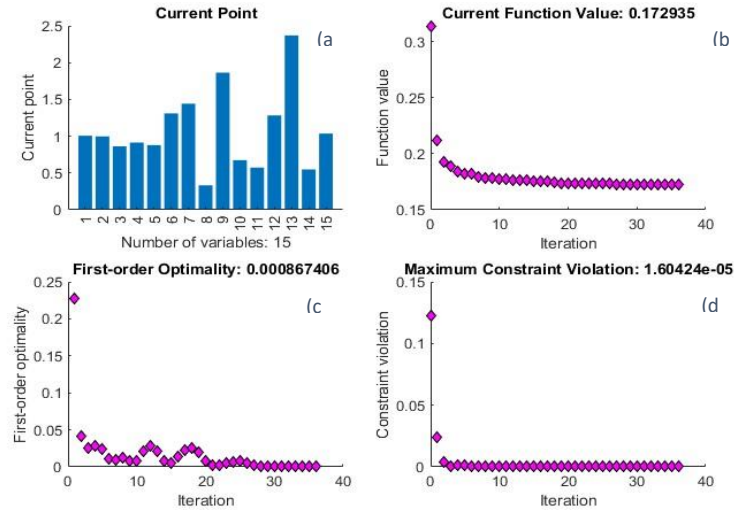 Current Point
(a
2.5
2
1.5
1
0.5
0
Current point
1 2 3 4 5 6 7 8 9 10 11 12 13 14 15
Number of variables: 15
Current Function Value: 0.172935
(b
0.3
0.25
0.2
0.15
Function value
0 10 20 30 40
Iteration
First-order Optimality: 0.000867406
(c
0.25
0.2
0.15
0.1
0.05
0
First-order optimality
0 10 20 30 40
Iteration
Maximum Constraint Violation: 1.60424e-05
(d
0.15
0.1
0.05
0
Constraint violation
0 10 20 30 40
Iteration